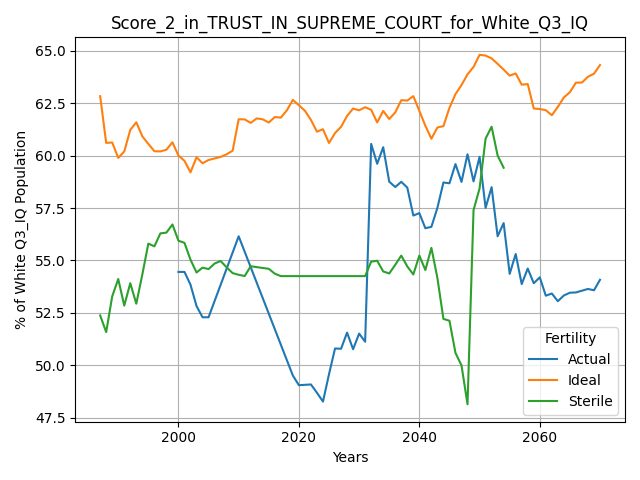 Score_2_in_TRUST_IN_SUPREME_COURT_for_White_Q3_IQ
% of White Q3_IQ Population
65.0
62.5
60.0
57.5
55.0
52.5
50.0
47.5
2000
2020
2040
2060
Years
Fertility
Actual
Ideal
Sterile